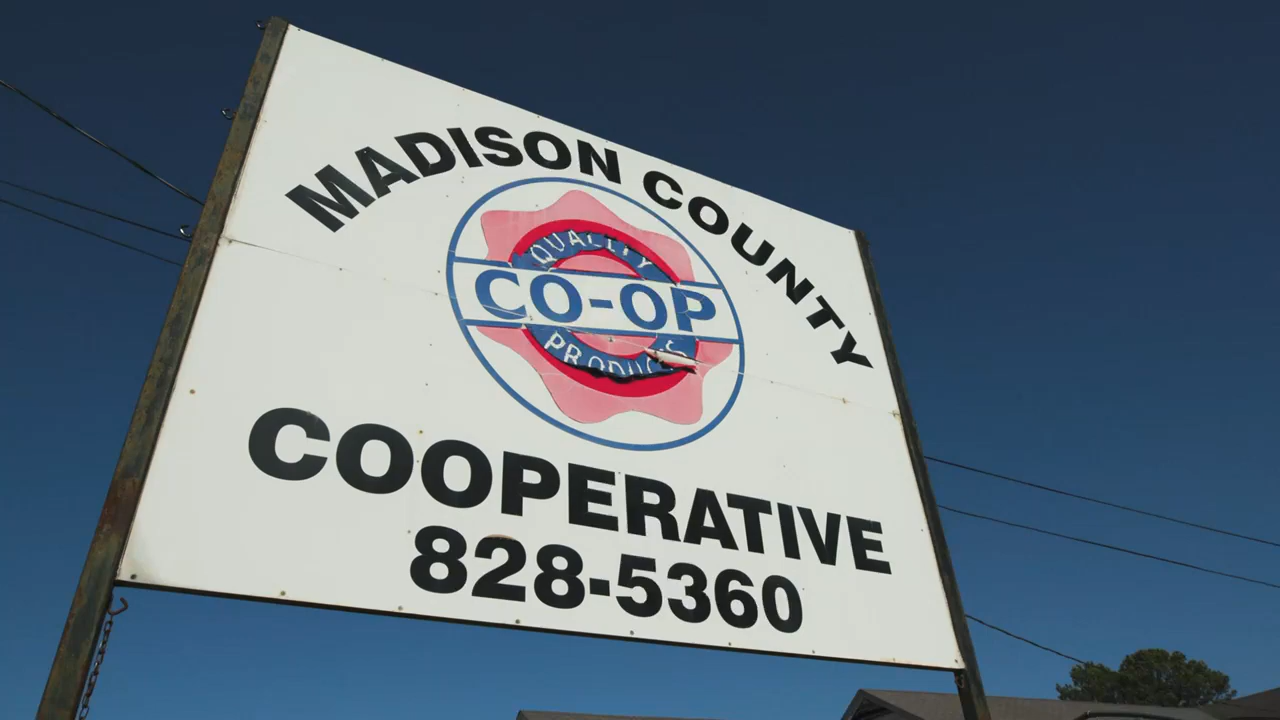 MADISON COUNTY
QUALITY
CO-OP
PRODUCTS
COOPERATIVE
828-5360